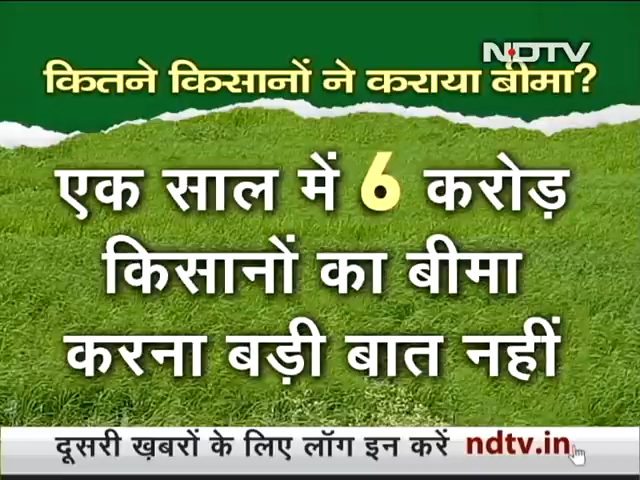 NDTV
कितने किसानों ने कराया बीमा?
एक साल में 6 करोड़
किसानों का बीमा
करना बड़ी बात नहीं
दूसरी ख़बरों के लिए लॉग इन करें ndtv.in